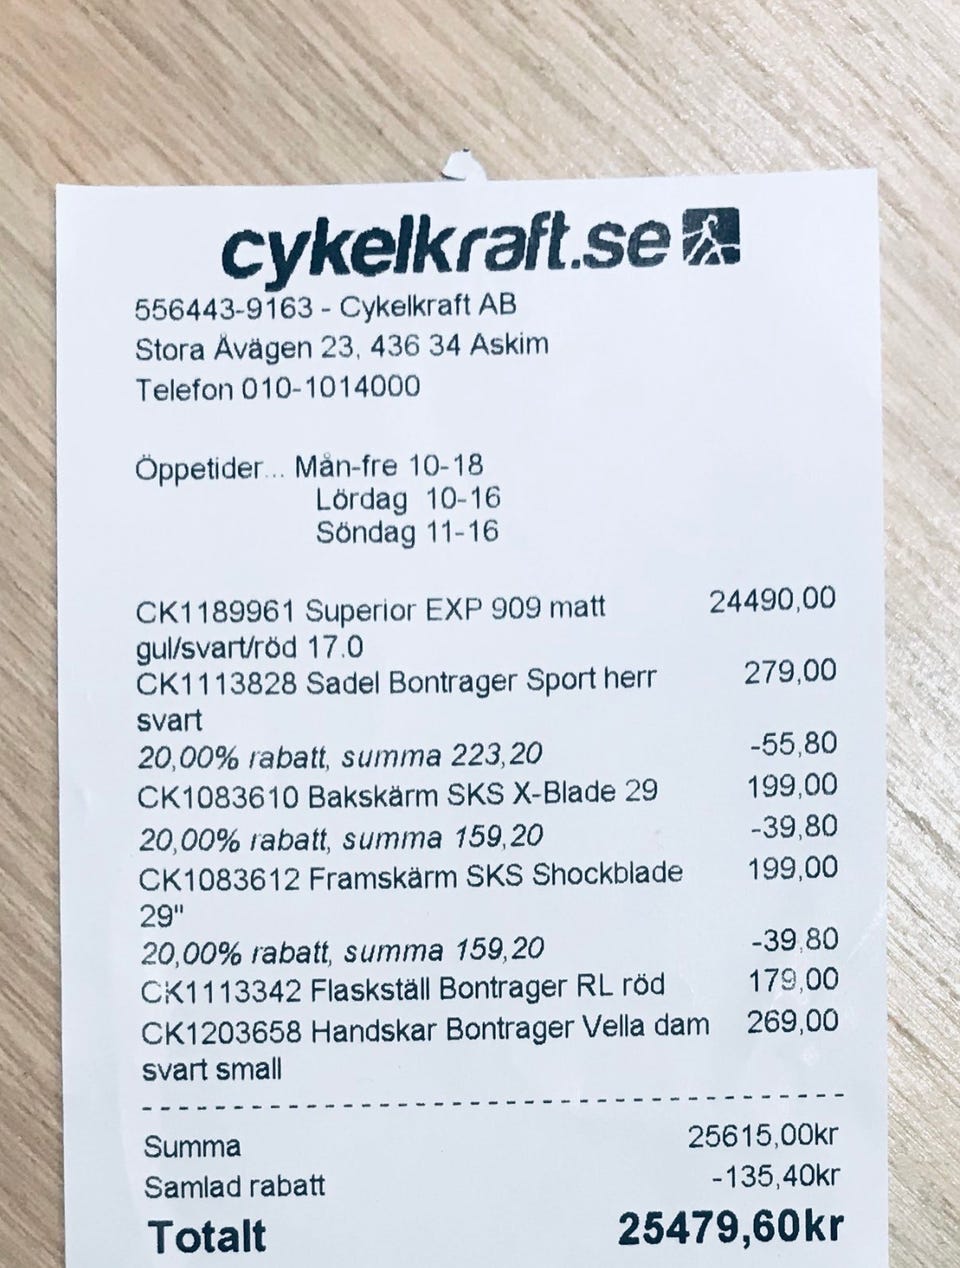 cykelkraft.se
556443-9163 - Cykelkraft AB
Stora Åvägen 23, 436 34 Askim
Telefon 010-1014000
Öppetider... Mån-fre 10-18
Lördag 10-16
Söndag 11-16
CK1189961 Superior EXP 909 matt 24490,00
gul/svart/röd 17.0
CK1113828 Sadel Bontrager Sport herr 279,00
svart
20,00% rabatt, summa 223,20 -55,80
CK1083610 Bakskärm SKS X-Blade 29 199,00
20,00% rabatt, summa 159,20 -39,80
CK1083612 Framskärm SKS Shockblade 199,00
29"
20,00% rabatt, summa 159,20 -39,80
CK1113342 Flaskställ Bontrager RL röd 179,00
CK1203658 Handskar Bontrager Vella dam 269,00
svart small
Summa 25615,00kr
Samlad rabatt -135,40kr
Totalt 25479,60kr